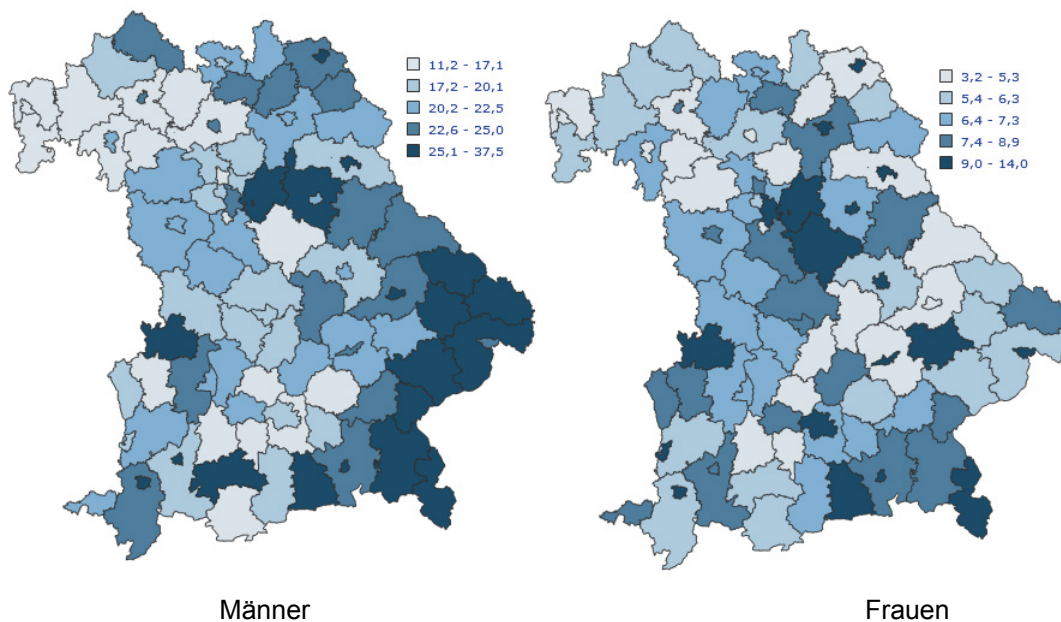 11,2 - 17,1
17,2 - 20,1
20,2 - 22,5
22,6 - 25,0
25,1 - 37,5
3,2 - 5,3
5,4 - 6,3
6,4 - 7,3
7,4 - 8,9
9,0 - 14,0
Männer
Frauen